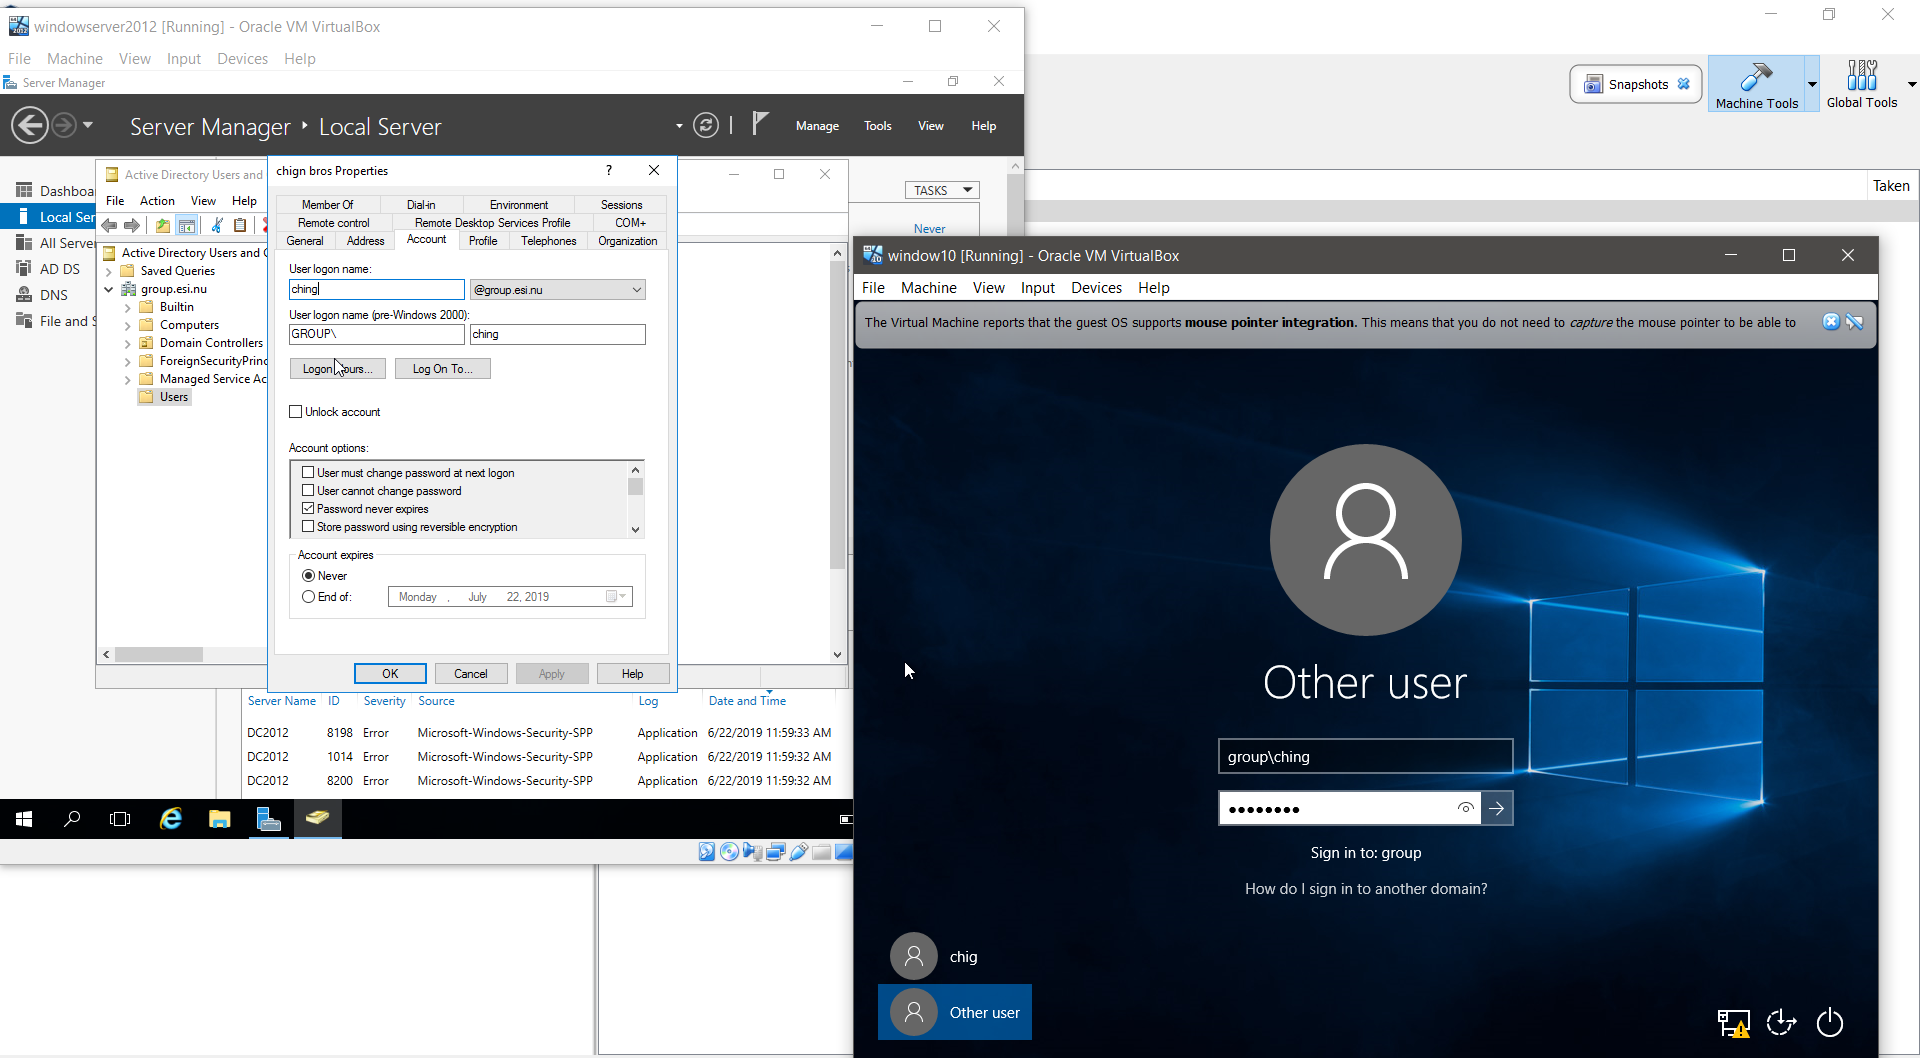 windowserver2012 [Running] - Oracle VM VirtualBox
File Machine View Input Devices Help
Server Manager
Server Manager Local Server
Manage Tools View Help
Snapshots
Machine Tools
Global Tools
Taken
Dashboa
Local Ser
All Server
AD DS
DNS
File and S
TASKS
Never
Active Directory Users and
File Action View Help
Active Directory Users and C
Saved Queries
group.esi.nu
Builtin
Computers
Domain Controllers
ForeignSecurityPrinc
Managed Service Ac
Users
chign bros Properties
Member Of Dial-in Environment Sessions
Remote control Remote Desktop Services Profile COM+
General Address Account Profile Telephones Organization
User logon name:
ching @group.esi.nu
User logon name (pre-Windows 2000):
GROUP\ ching
Logon ours... Log On To...
Unlock account
Account options:
User must change password at next logon
User cannot change password
Password never expires
Store password using reversible encryption
Account expires
Never
End of: Monday , July 22, 2019
OK Cancel Apply Help
Server Name ID Severity Source Log Date and Time
DC2012 8198 Error Microsoft-Windows-Security-SPP Application 6/22/2019 11:59:33 AM
DC2012 1014 Error Microsoft-Windows-Security-SPP Application 6/22/2019 11:59:32 AM
DC2012 8200 Error Microsoft-Windows-Security-SPP Application 6/22/2019 11:59:32 AM
window10 [Running] - Oracle VM VirtualBox
File Machine View Input Devices Help
The Virtual Machine reports that the guest OS supports mouse pointer integration. This means that you do not need to capture the mouse pointer to be able to
Other user
group\ching
Sign in to: group
How do I sign in to another domain?
chig
Other user